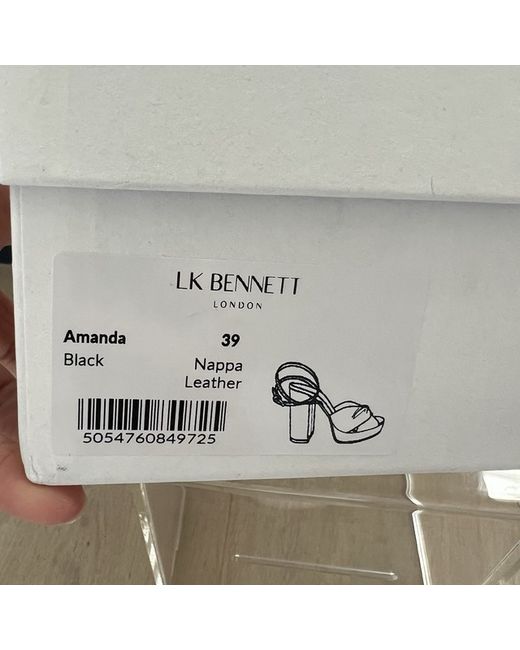 LK BENNETT
LONDON
Amanda 39
Black Nappa
Leather
5054760849725